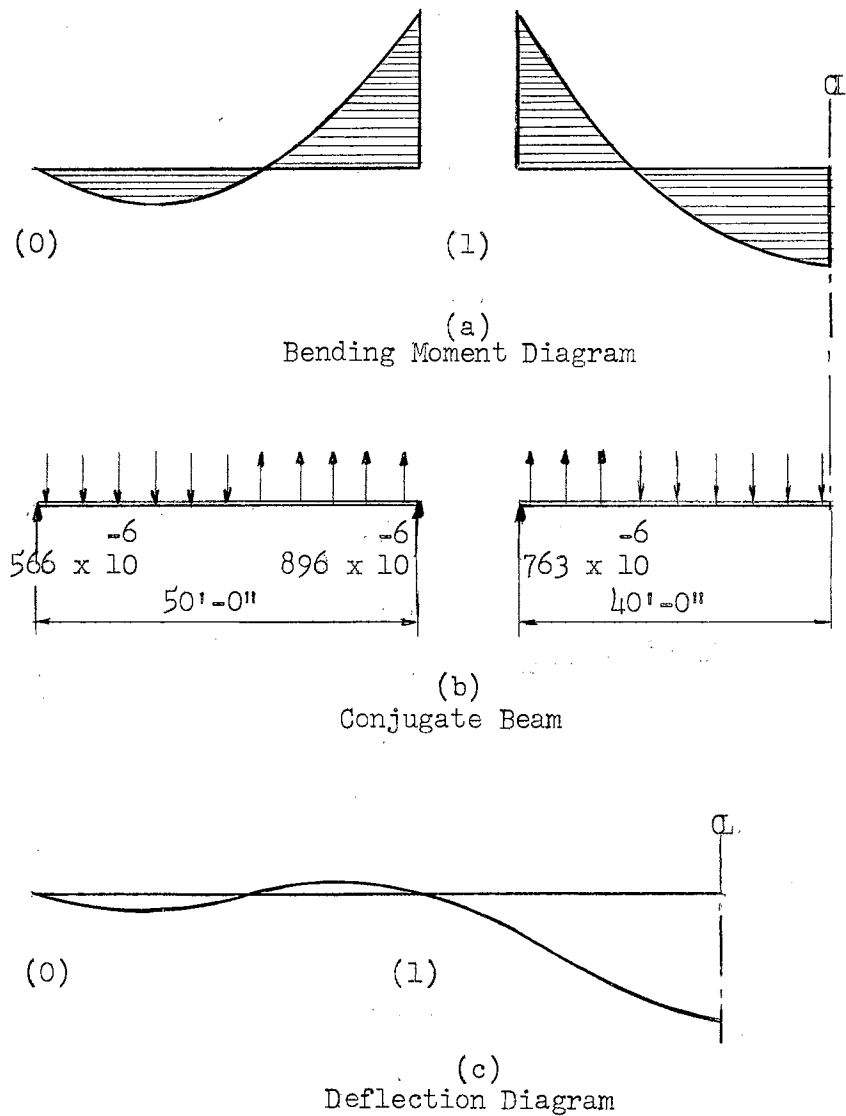 ℄
(0) (1)
(a)
Bending Moment Diagram
-6 -6 -6
566 x 10 896 x 10 763 x 10
50'-0" 40'-0"
(b)
Conjugate Beam
℄
(0) (1)
(c)
Deflection Diagram